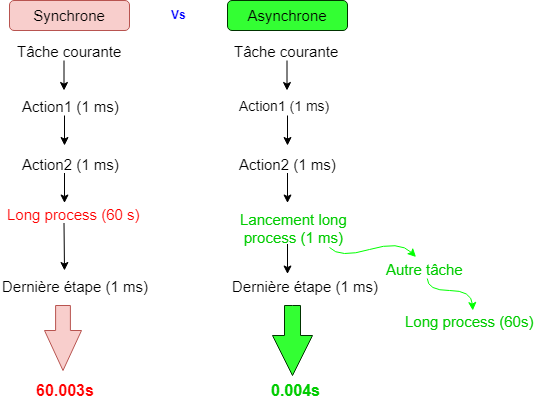 Synchrone
Vs
Asynchrone
Tâche courante
Action1 (1 ms)
Action2 (1 ms)
Long process (60 s)
Dernière étape (1 ms)
60.003s
Tâche courante
Action1 (1 ms)
Action2 (1 ms)
Lancement long
process (1 ms)
Autre tâche
Long process (60s)
Dernière étape (1 ms)
0.004s